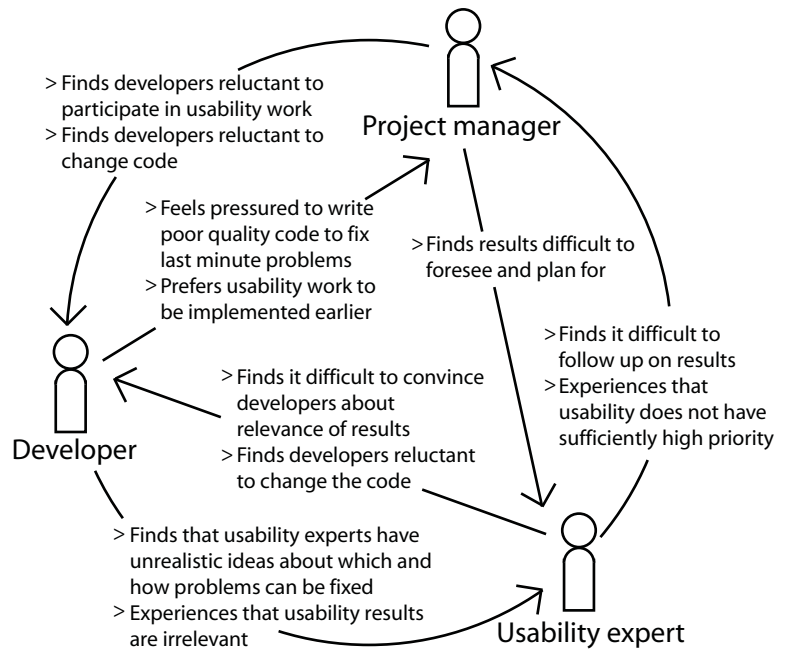 Project manager
> Finds developers reluctant to
participate in usability work
> Finds developers reluctant to
change code
> Feels pressured to write
poor quality code to fix
last minute problems
> Prefers usability work to
be implemented earlier
> Finds results difficult to
foresee and plan for
> Finds it difficult to
follow up on results
> Experiences that
usability does not have
sufficiently high priority
Developer
> Finds it difficult to convince
developers about
relevance of results
> Finds developers reluctant
to change the code
> Finds that usability experts have
unrealistic ideas about which and
how problems can be fixed
> Experiences that usability results
are irrelevant
Usability expert